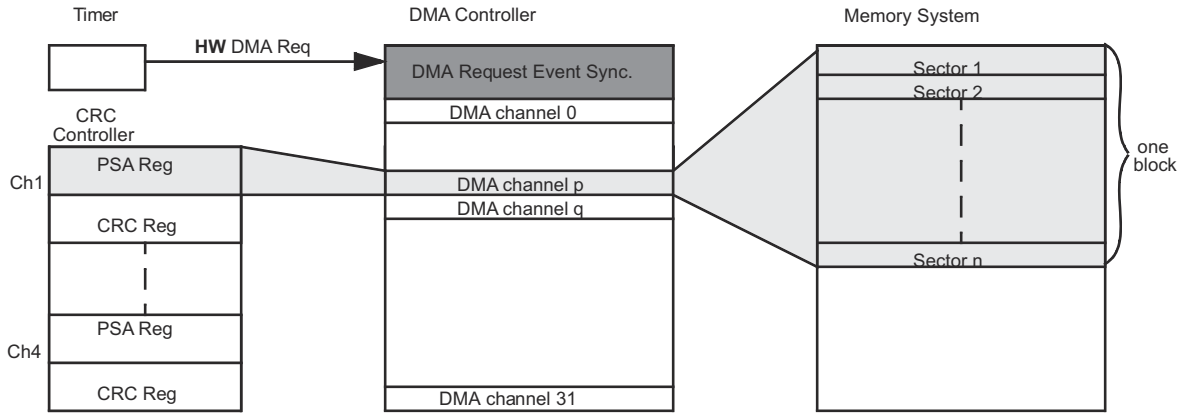 Timer
DMA Controller
Memory System
HW DMA Req
DMA Request Event Sync.
Sector 1
Sector 2
DMA channel 0
CRC
Controller
one
block
PSA Reg
Ch1
DMA channel p
DMA channel q
CRC Reg
Sector n
PSA Reg
Ch4
CRC Reg
DMA channel 31